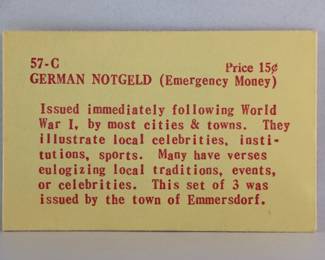 57-C Price 15¢
GERMAN NOTGELD (Emergency Money)
Issued immediately following World
War I, by most cities & towns. They
illustrate local celebrities, insti-
tutions, sports. Many have verses
eulogizing local traditions, events,
or celebrities. This set of 3 was
issued by the town of Emmersdorf.